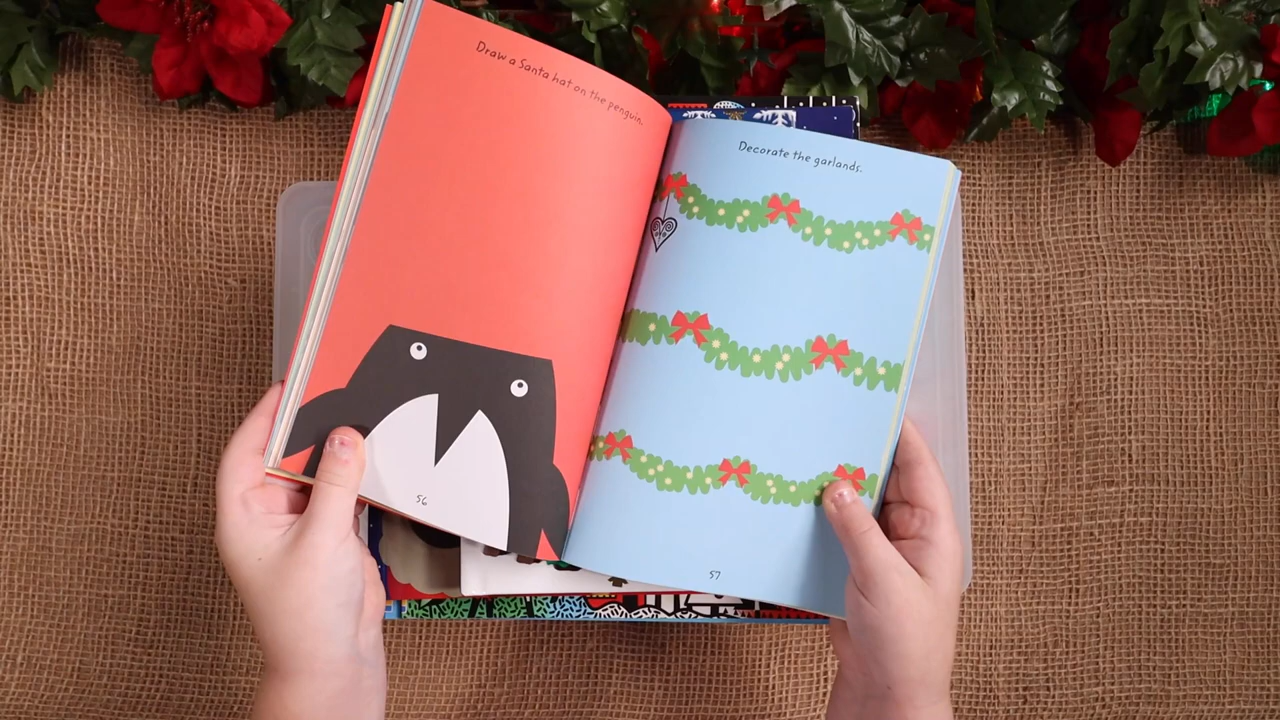 Draw a Santa hat on the penguin.
56
Decorate the garlands.
57